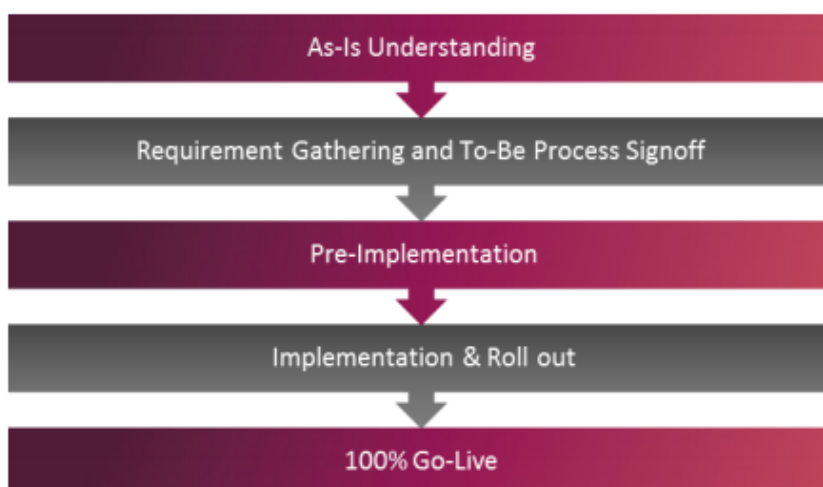 As-Is Understanding
Requirement Gathering and To-Be Process Signoff
Pre-Implementation
Implementation & Roll out
100% Go-Live